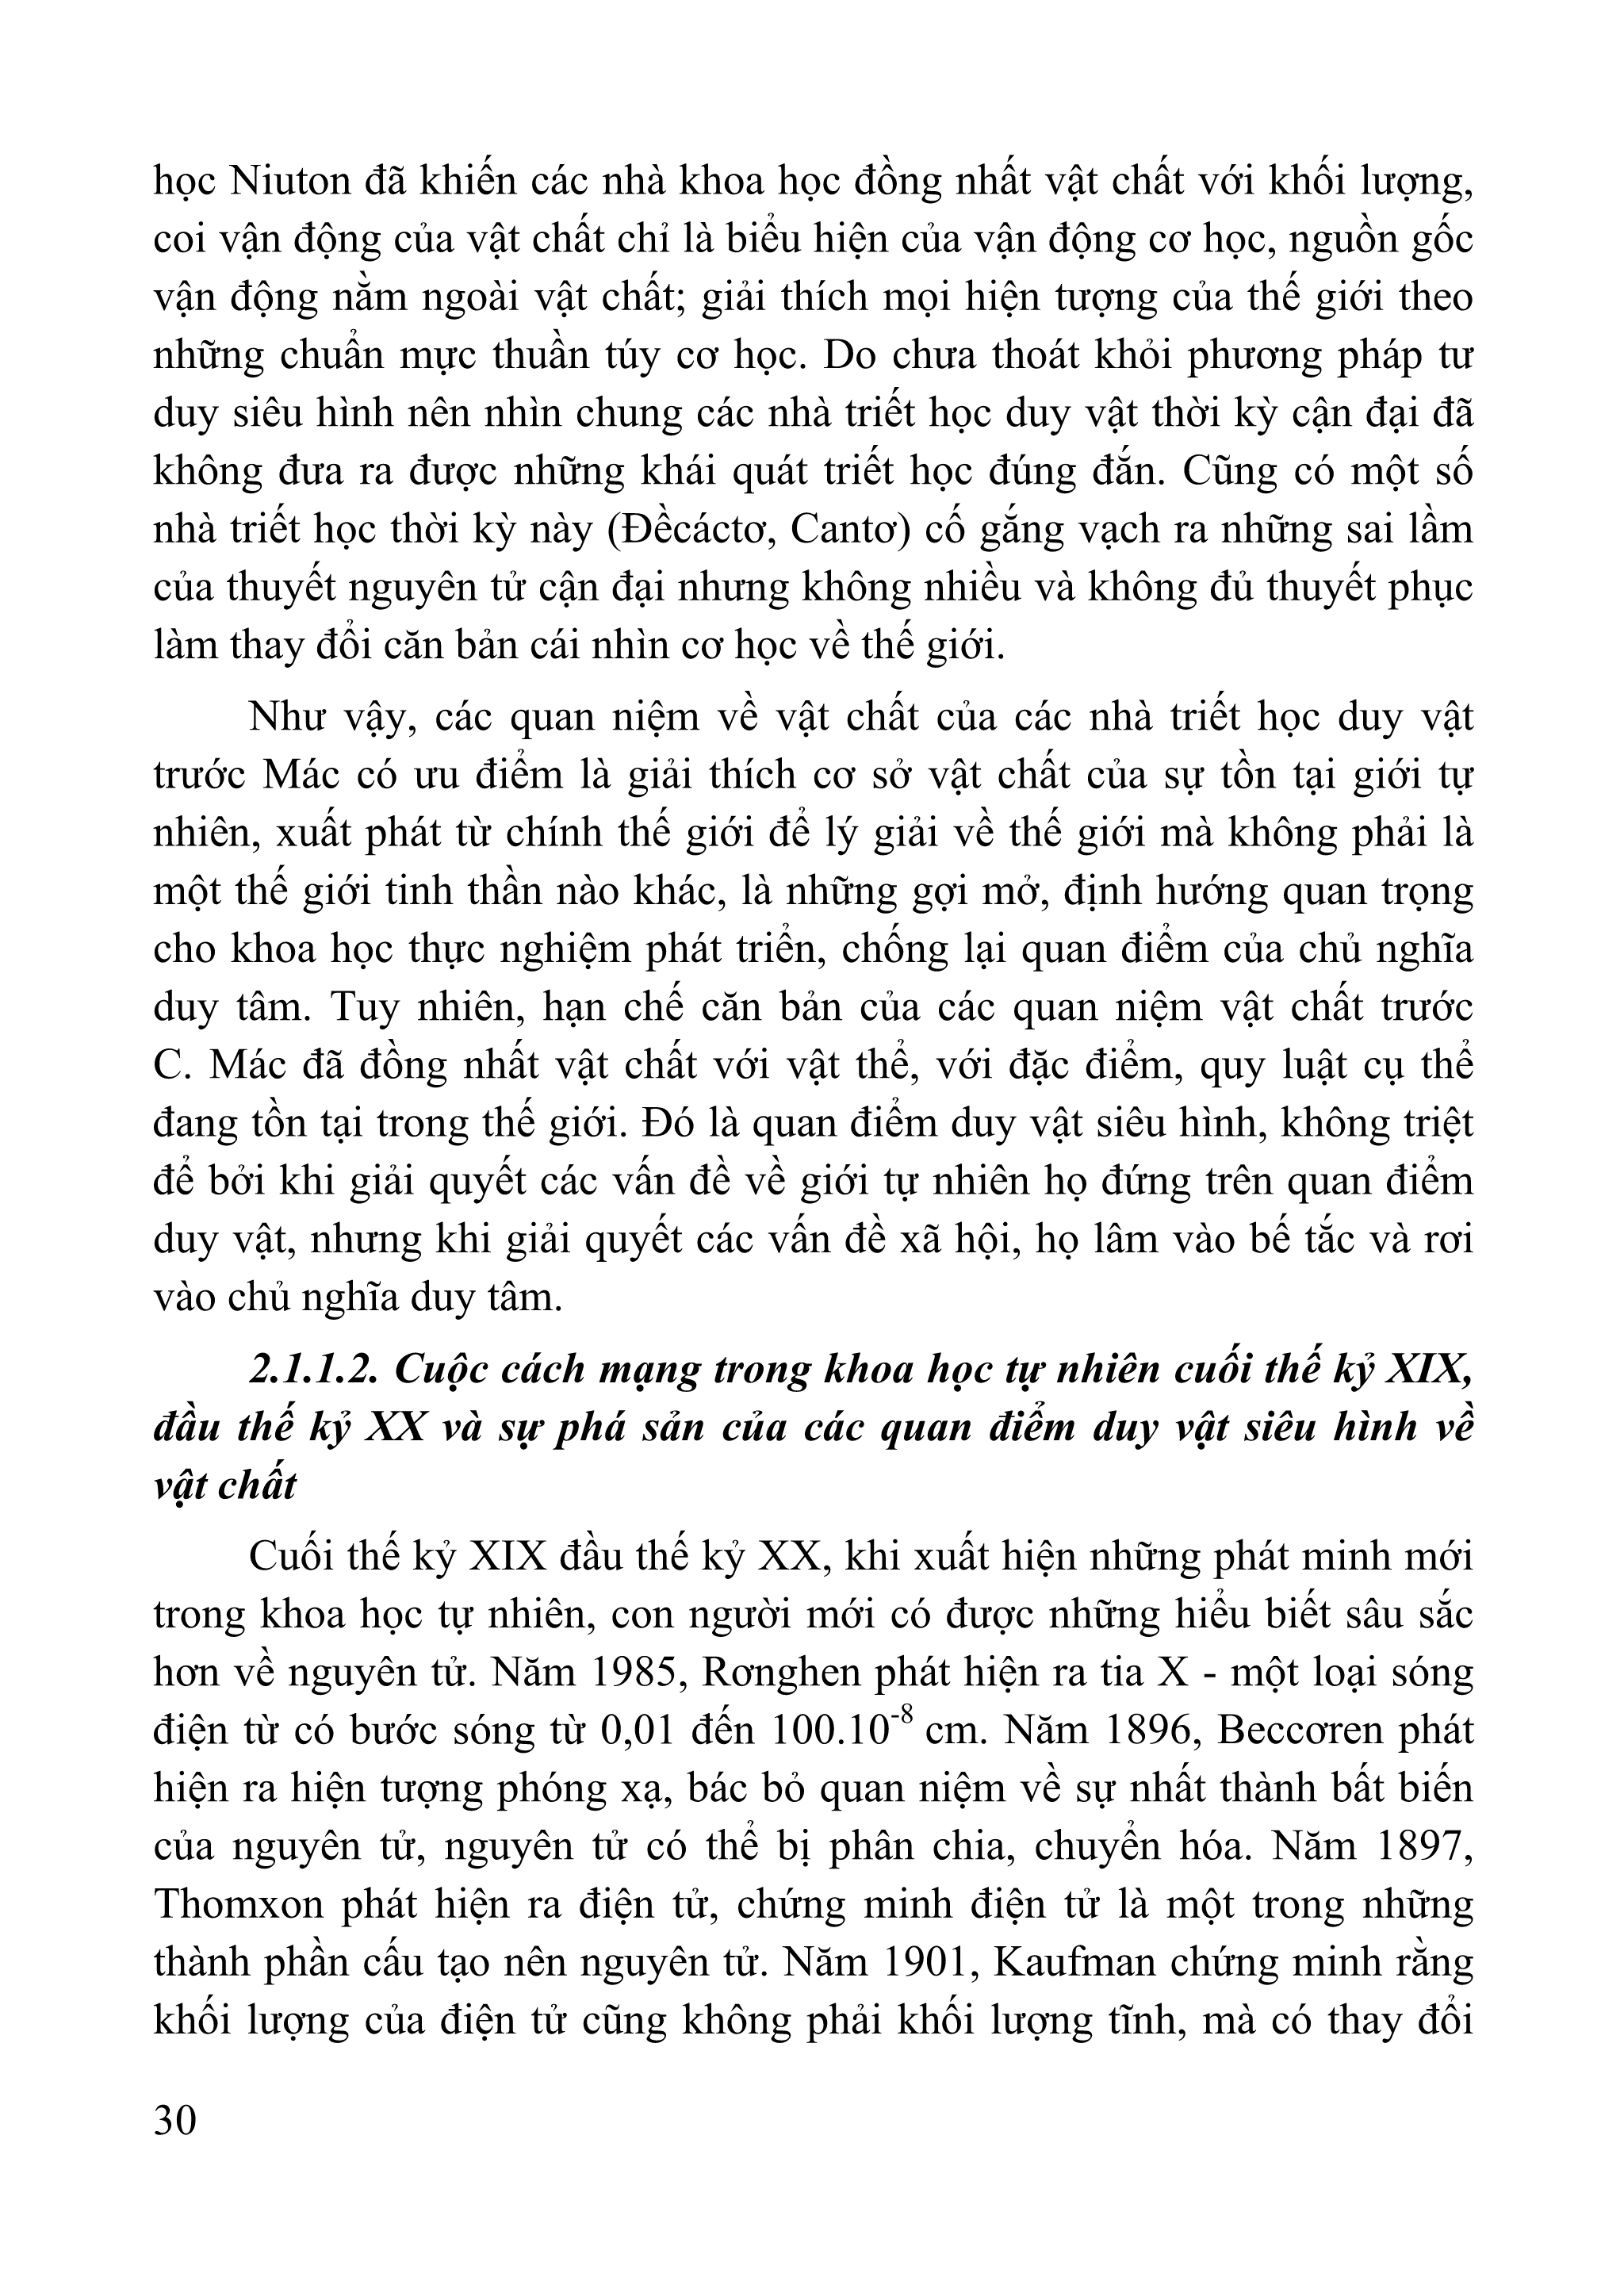 học Niuton đã khiến các nhà khoa học đồng nhất vật chất với khối lượng,
coi vận động của vật chất chỉ là biểu hiện của vận động cơ học, nguồn gốc
vận động nằm ngoài vật chất; giải thích mọi hiện tượng của thế giới theo
những chuẩn mực thuần túy cơ học. Do chưa thoát khỏi phương pháp tư
duy siêu hình nên nhìn chung các nhà triết học duy vật thời kỳ cận đại đã
không đưa ra được những khái quát triết học đúng đắn. Cũng có một số
nhà triết học thời kỳ này (Đềcáctơ, Cantơ) cố gắng vạch ra những sai lầm
của thuyết nguyên tử cận đại nhưng không nhiều và không đủ thuyết phục
làm thay đổi căn bản cái nhìn cơ học về thế giới.
Như vậy, các quan niệm về vật chất của các nhà triết học duy vật
trước Mác có ưu điểm là giải thích cơ sở vật chất của sự tồn tại giới tự
nhiên, xuất phát từ chính thế giới để lý giải về thế giới mà không phải là
một thế giới tinh thần nào khác, là những gợi mở, định hướng quan trọng
cho khoa học thực nghiệm phát triển, chống lại quan điểm của chủ nghĩa
duy tâm. Tuy nhiên, hạn chế căn bản của các quan niệm vật chất trước
C. Mác đã đồng nhất vật chất với vật thể, với đặc điểm, quy luật cụ thể
đang tồn tại trong thế giới. Đó là quan điểm duy vật siêu hình, không triệt
để bởi khi giải quyết các vấn đề về giới tự nhiên họ đứng trên quan điểm
duy vật, nhưng khi giải quyết các vấn đề xã hội, họ lâm vào bế tắc và rơi
vào chủ nghĩa duy tâm.
2.1.1.2. Cuộc cách mạng trong khoa học tự nhiên cuối thế kỷ XIX,
đầu thế kỷ XX và sự phá sản của các quan điểm duy vật siêu hình về
vật chất
Cuối thế kỷ XIX đầu thế kỷ XX, khi xuất hiện những phát minh mới
trong khoa học tự nhiên, con người mới có được những hiểu biết sâu sắc
hơn về nguyên tử. Năm 1985, Rơnghen phát hiện ra tia X - một loại sóng
điện từ có bước sóng từ 0,01 đến 100.10⁻⁸ cm. Năm 1896, Beccơren phát
hiện ra hiện tượng phóng xạ, bác bỏ quan niệm về sự nhất thành bất biến
của nguyên tử, nguyên tử có thể bị phân chia, chuyển hóa. Năm 1897,
Thomxon phát hiện ra điện tử, chứng minh điện tử là một trong những
thành phần cấu tạo nên nguyên tử. Năm 1901, Kaufman chứng minh rằng
khối lượng của điện tử cũng không phải khối lượng tĩnh, mà có thay đổi
30